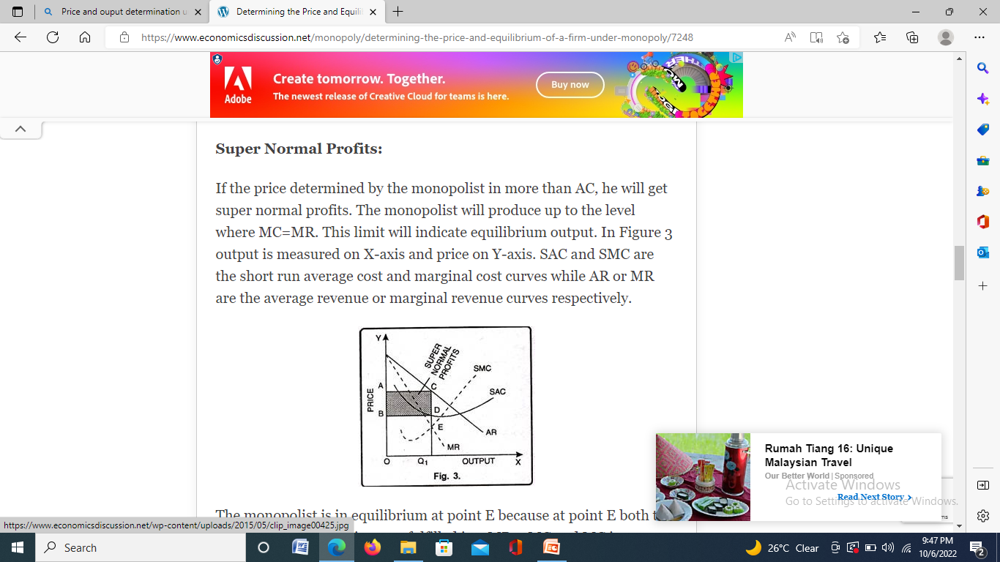 Price and ouput determination u
Determining the Price and Equili
https://www.economicsdiscussion.net/monopoly/determining-the-price-and-equilibrium-of-a-firm-under-monopoly/7248
Adobe
Create tomorrow. Together.
The newest release of Creative Cloud for teams is here.
Buy now
Super Normal Profits:
If the price determined by the monopolist in more than AC, he will get
super normal profits. The monopolist will produce up to the level
where MC=MR. This limit will indicate equilibrium output. In Figure 3
output is measured on X-axis and price on Y-axis. SAC and SMC are
the short run average cost and marginal cost curves while AR or MR
are the average revenue or marginal revenue curves respectively.
Y
SUPER
NORMAL
PROFITS
SMC
A
C
SAC
PRICE
B
D
E
AR
MR
O
Q1
OUTPUT
X
Fig. 3.
Rumah Tiang 16: Unique
Malaysian Travel
Our Better World | Sponsored
Read Next Story
Activate Windows
Go to Settings to activate Windows.
The monopolist is in equilibrium at point E because at point E both
https://www.economicsdiscussion.net/wp-content/uploads/2015/05/clip_image00425.jpg
Search
26°C Clear
9:47 PM
10/6/2022
2